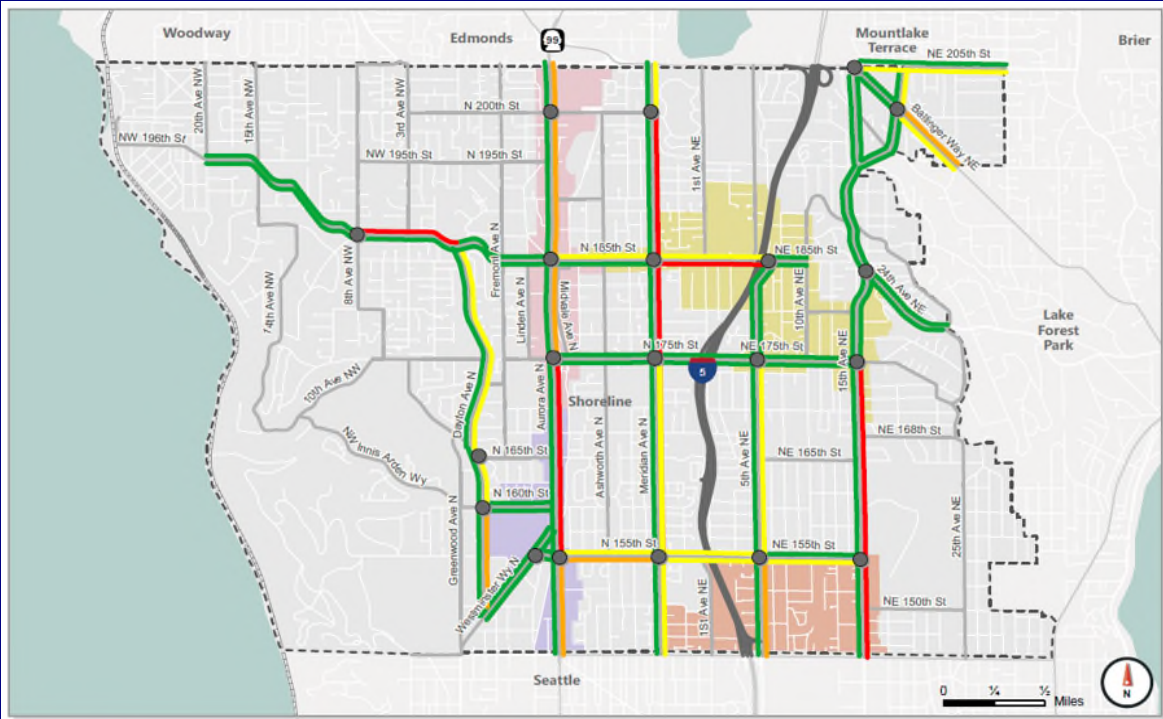 Woodway
Edmonds
99
Mountlake
Terrace
Brier
NE 205th St
20th Ave NW
15th Ave NW
3rd Ave NW
N 200th St
Ballinger Way NE
NW 196th St
NW 195th St
N 195th St
1st Ave NE
8th Ave NW
Fremont Ave N
N 185th St
NE 185th St
14th Ave NW
Linden Ave N
Midvale Ave N
10th Ave NE
24th Ave NE
Lake
Forest
Park
N 175th St
NE 175th St
15th Ave NE
5
10th Ave NW
Dayton Ave N
Aurora Ave N
Shoreline
Ashworth Ave N
Meridian Ave N
5th Ave NE
NE 168th St
NW Innis Arden Wy
N 165th St
NE 165th St
N 160th St
Greenwood Ave N
25th Ave NE
N 155th St
NE 155th St
Westminster Wy N
1St Ave NE
NE 150th St
Seattle
N
0 ¼ ½
Miles